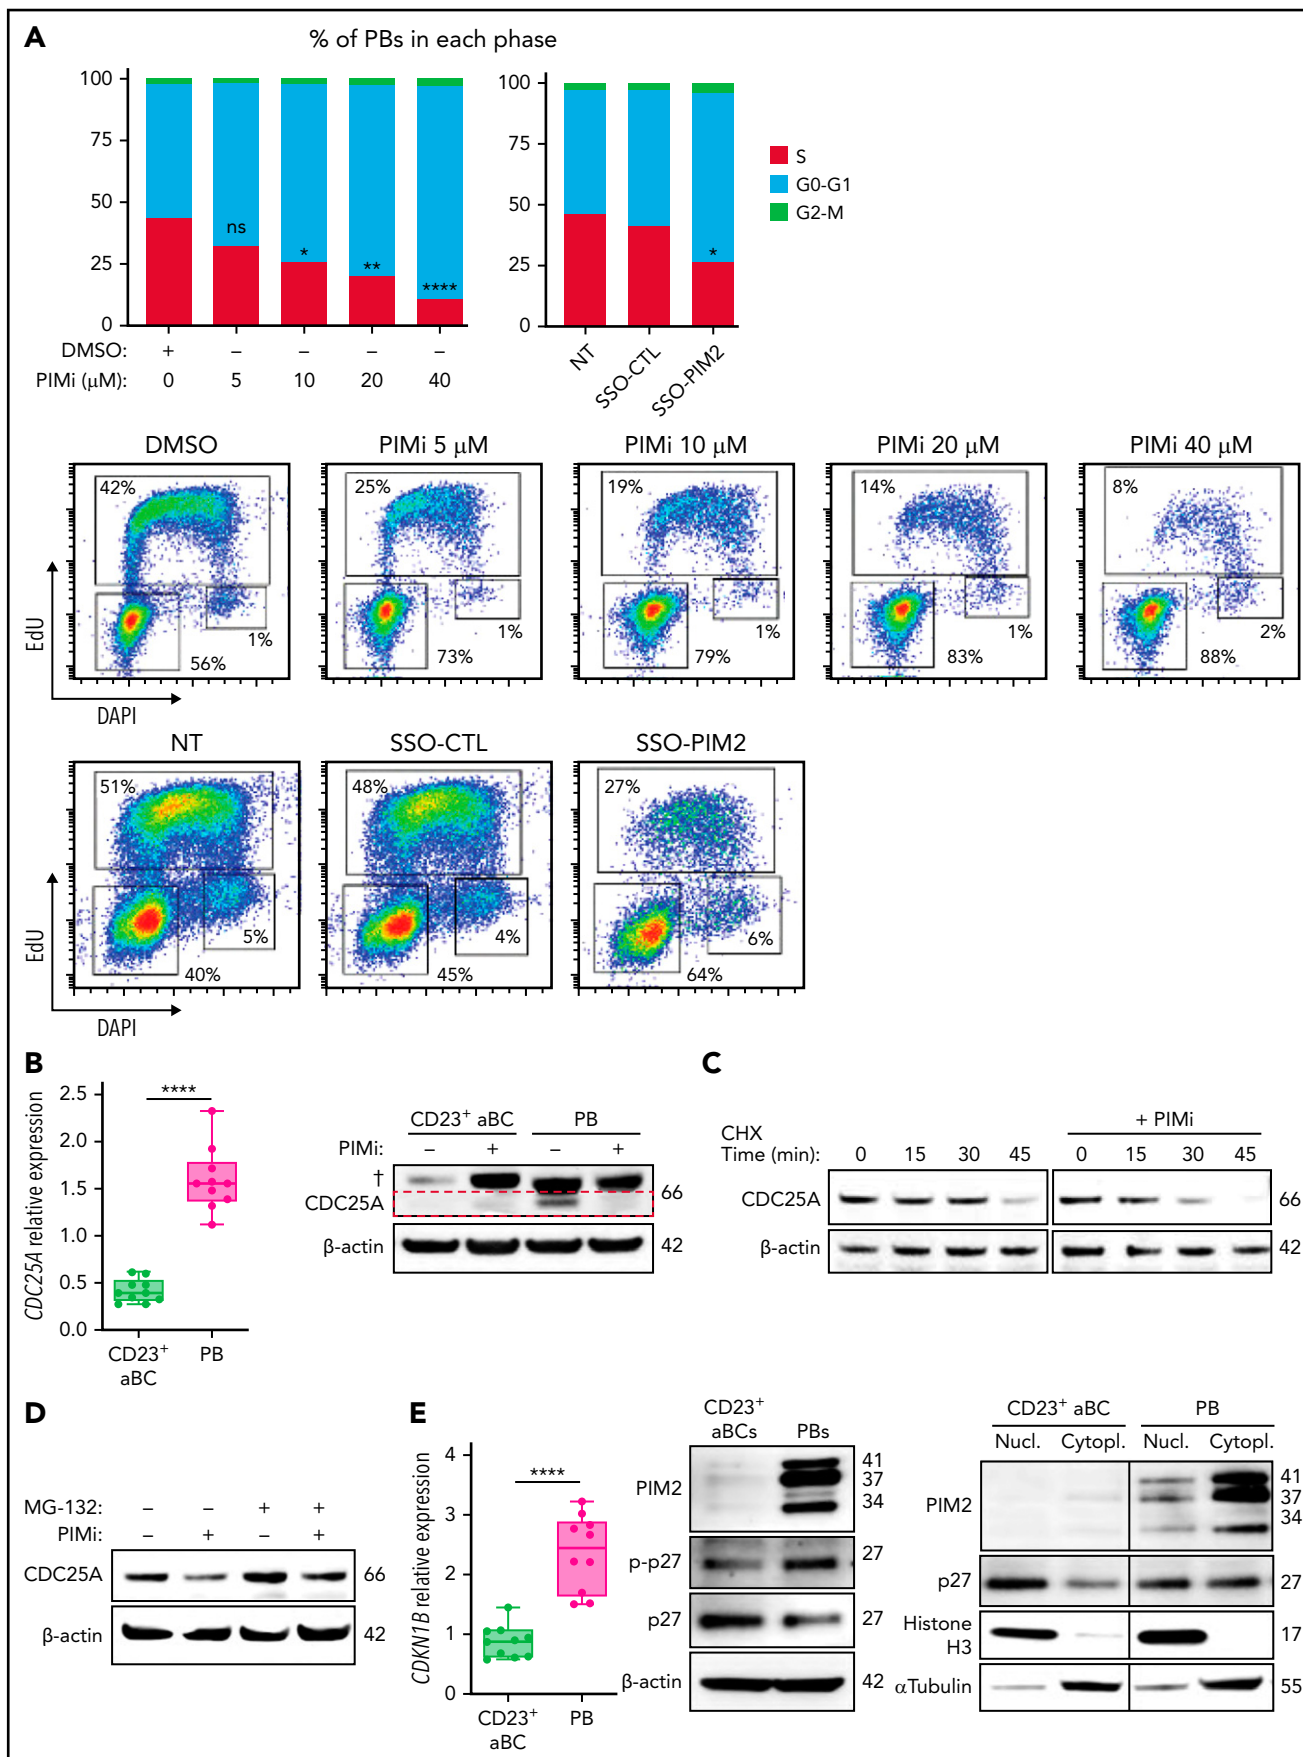 A
% of PBs in each phase
100
75
50
25
0
ns
*
**
****
DMSO: + – – – –
PIMi (μM): 0 5 10 20 40
100
75
50
25
0
*
NT
SSO-CTL
SSO-PIM2
S
G0-G1
G2-M
DMSO
PIMi 5 μM
PIMi 10 μM
PIMi 20 μM
PIMi 40 μM
42%
1%
56%
25%
1%
73%
19%
1%
79%
14%
1%
83%
8%
2%
88%
EdU
DAPI
NT
SSO-CTL
SSO-PIM2
51%
5%
40%
48%
4%
45%
27%
6%
64%
EdU
DAPI
B
CDC25A relative expression
2.5
2.0
1.5
1.0
0.5
0.0
****
CD23+ aBC
PB
CD23+ aBC PB
PIMi: – + – +
†
CDC25A 66
β-actin 42
C
+ PIMi
CHX
Time (min): 0 15 30 45 0 15 30 45
CDC25A 66
β-actin 42
D
MG-132: – – + +
PIMi: – + – +
CDC25A 66
β-actin 42
E
CDKN1B relative expression
4
3
2
1
0
****
CD23+ aBC
PB
CD23+ aBCs PBs
PIM2 41
37
34
p-p27 27
p27 27
β-actin 42
CD23+ aBC PB
Nucl. Cytopl. Nucl. Cytopl.
PIM2 41
37
34
p27 27
Histone H3 17
αTubulin 55